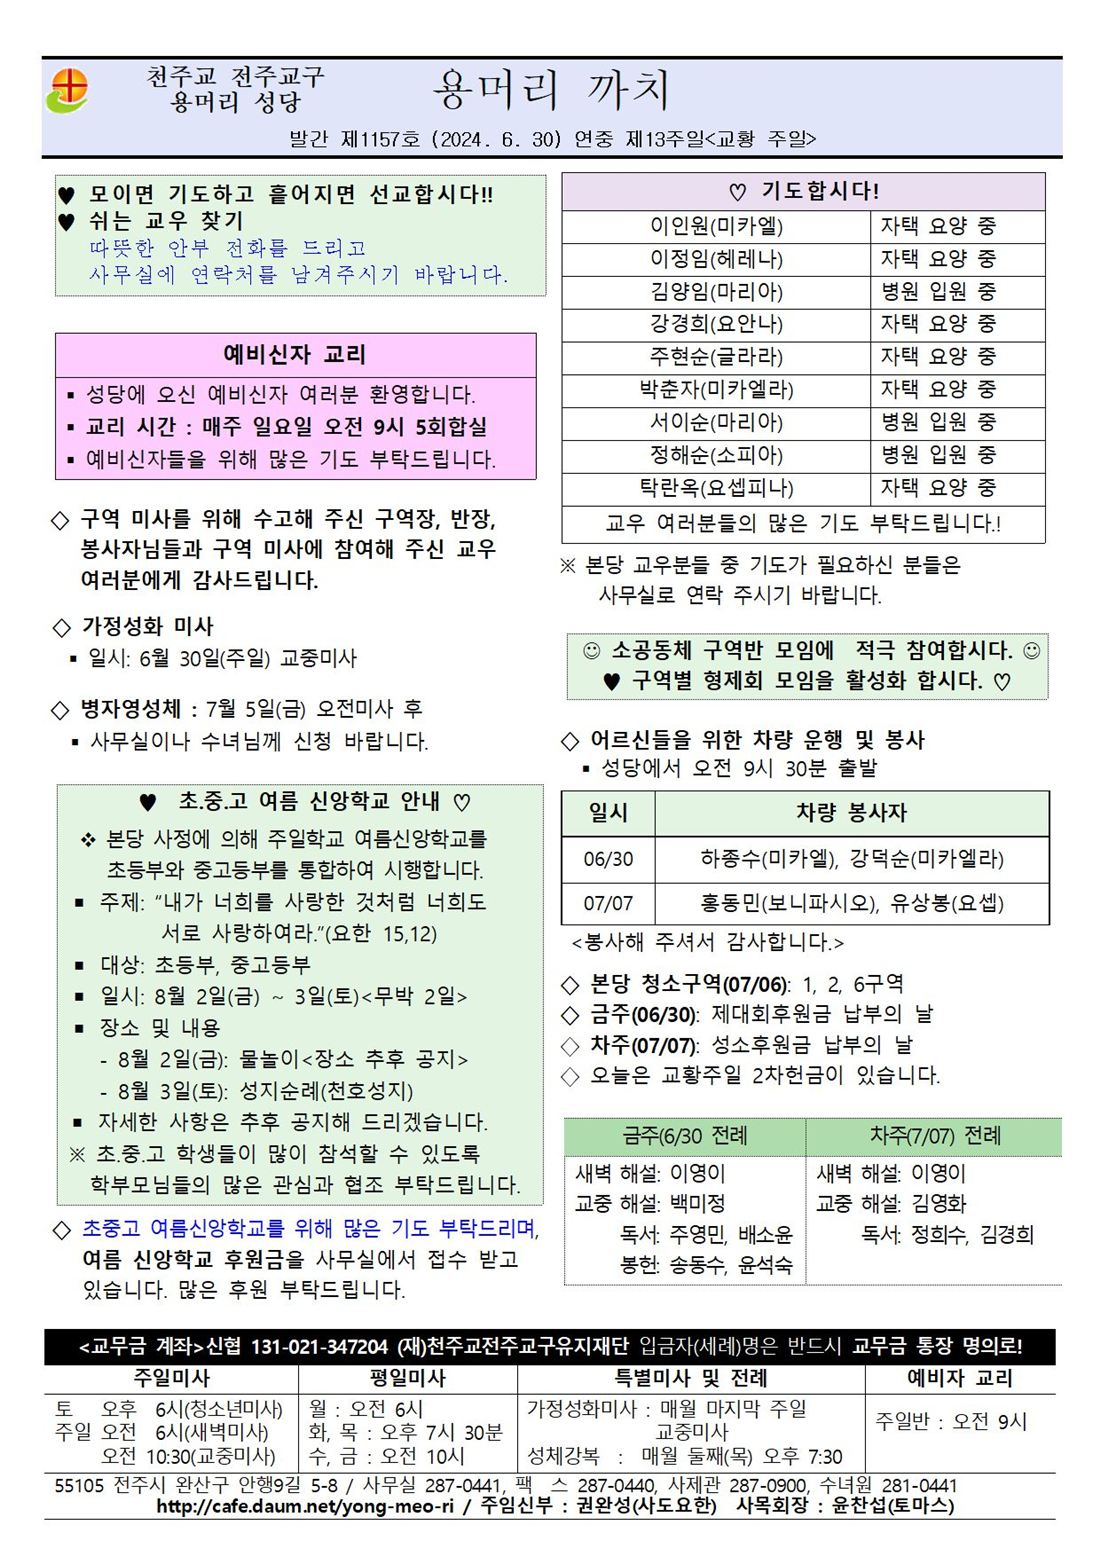 천주교 전주교구
용머리 성당
용머리 까치
발간 제1157호 (2024. 6. 30) 연중 제13주일<교황 주일>
♥ 모이면 기도하고 흩어지면 선교합시다!!
♥ 쉬는 교우 찾기
따뜻한 안부 전화를 드리고
사무실에 연락처를 남겨주시기 바랍니다.
예비신자 교리
▪ 성당에 오신 예비신자 여러분 환영합니다.
▪ 교리 시간 : 매주 일요일 오전 9시 5회합실
▪ 예비신자들을 위해 많은 기도 부탁드립니다.
◇ 구역 미사를 위해 수고해 주신 구역장, 반장,
봉사자님들과 구역 미사에 참여해 주신 교우
여러분에게 감사드립니다.
◇ 가정성화 미사
▪ 일시: 6월 30일(주일) 교중미사
◇ 병자영성체 : 7월 5일(금) 오전미사 후
▪ 사무실이나 수녀님께 신청 바랍니다.
♥ 초.중.고 여름 신앙학교 안내 ♡
❖ 본당 사정에 의해 주일학교 여름신앙학교를
초등부와 중고등부를 통합하여 시행합니다.
▪ 주제: “내가 너희를 사랑한 것처럼 너희도
서로 사랑하여라.”(요한 15,12)
▪ 대상: 초등부, 중고등부
▪ 일시: 8월 2일(금) ~ 3일(토)<무박 2일>
▪ 장소 및 내용
- 8월 2일(금): 물놀이<장소 추후 공지>
- 8월 3일(토): 성지순례(천호성지)
▪ 자세한 사항은 추후 공지해 드리겠습니다.
※ 초.중.고 학생들이 많이 참석할 수 있도록
학부모님들의 많은 관심과 협조 부탁드립니다.
◇ 초중고 여름신앙학교를 위해 많은 기도 부탁드리며,
여름 신앙학교 후원금을 사무실에서 접수 받고
있습니다. 많은 후원 부탁드립니다.
♡ 기도합시다!
이인원(미카엘) 자택 요양 중
이정임(헤레나) 자택 요양 중
김양임(마리아) 병원 입원 중
강경희(요안나) 자택 요양 중
주현순(글라라) 자택 요양 중
박춘자(미카엘라) 자택 요양 중
서이순(마리아) 병원 입원 중
정해순(소피아) 병원 입원 중
탁란옥(요셉피나) 자택 요양 중
교우 여러분들의 많은 기도 부탁드립니다.!
※ 본당 교우분들 중 기도가 필요하신 분들은
사무실로 연락 주시기 바랍니다.
☺ 소공동체 구역반 모임에 적극 참여합시다. ☺
♥ 구역별 형제회 모임을 활성화 합시다. ♡
◇ 어르신들을 위한 차량 운행 및 봉사
▪ 성당에서 오전 9시 30분 출발
일시 차량 봉사자
06/30 하종수(미카엘), 강덕순(미카엘라)
07/07 홍동민(보니파시오), 유상봉(요셉)
<봉사해 주셔서 감사합니다.>
◇ 본당 청소구역(07/06): 1, 2, 6구역
◇ 금주(06/30): 제대회후원금 납부의 날
◇ 차주(07/07): 성소후원금 납부의 날
◇ 오늘은 교황주일 2차헌금이 있습니다.
금주(6/30 전례 차주(7/07) 전례
새벽 해설: 이영이 새벽 해설: 이영이
교중 해설: 백미정 교중 해설: 김영화
독서: 주영민, 배소윤 독서: 정희수, 김경희
봉헌: 송동수, 윤석숙
<교무금 계좌>신협 131-021-347204 (재)천주교전주교구유지재단 입금자(세례)명은 반드시 교무금 통장 명의로!
주일미사 평일미사 특별미사 및 전례 예비자 교리
토 오후 6시(청소년미사) 월 : 오전 6시 가정성화미사 : 매월 마지막 주일
주일 오전 6시(새벽미사) 화, 목 : 오후 7시 30분 교중미사 주일반 : 오전 9시
오전 10:30(교중미사) 수, 금 : 오전 10시 성체강복 : 매월 둘째(목) 오후 7:30
55105 전주시 완산구 안행9길 5-8 / 사무실 287-0441, 팩 스 287-0440, 사제관 287-0900, 수녀원 281-0441
http://cafe.daum.net/yong-meo-ri / 주임신부 : 권완성(사도요한) 사목회장 : 윤찬섭(토마스)